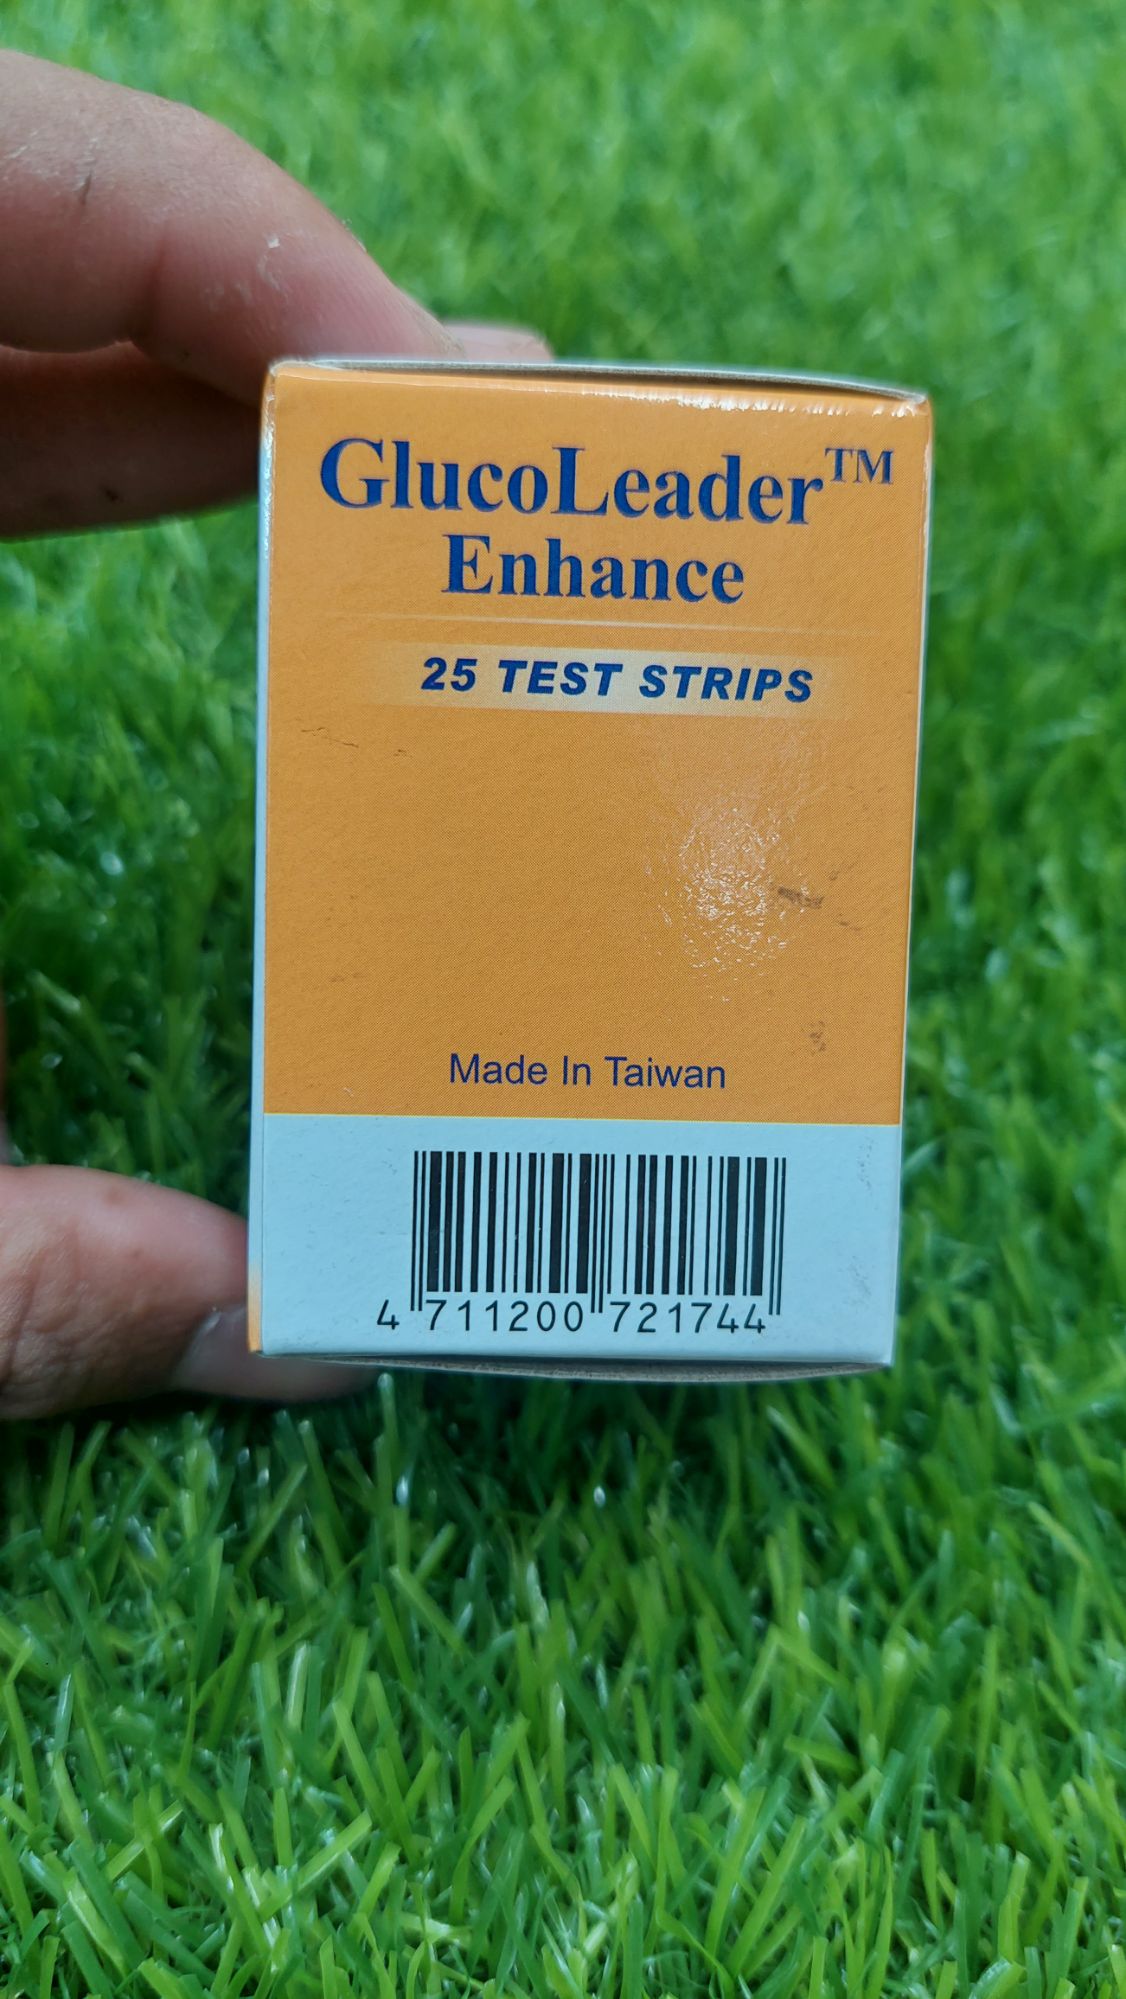 GlucoLeader™
Enhance
25 TEST STRIPS
Made In Taiwan
4 711200 721744